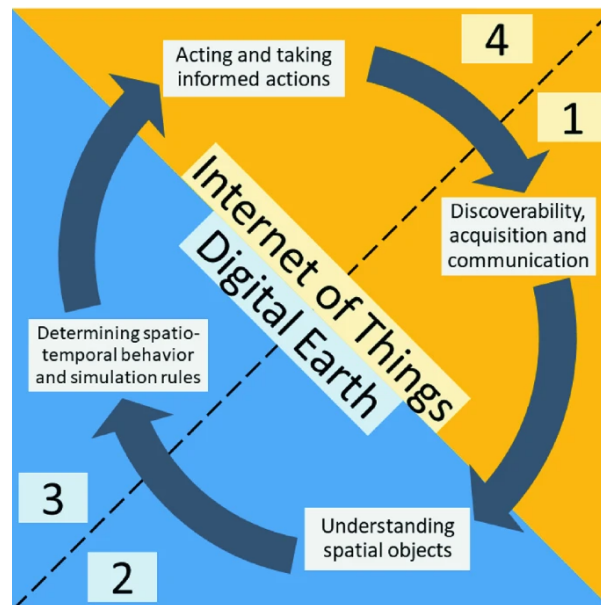 Acting and taking
informed actions
4
1
Discoverability,
acquisition and
communication
Internet of Things
Digital Earth
Determining spatio-
temporal behavior
and simulation rules
3
2
Understanding
spatial objects